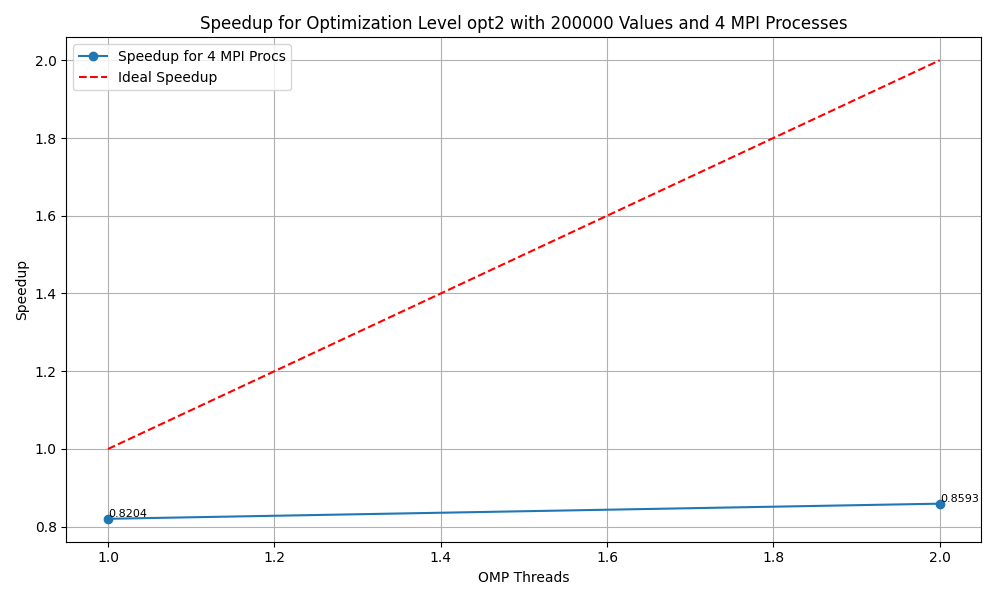 Speedup for Optimization Level opt2 with 200000 Values and 4 MPI Processes
Speedup for 4 MPI Procs
Ideal Speedup
Speedup
2.0
1.8
1.6
1.4
1.2
1.0
0.8
0.8204
0.8593
1.0 1.2 1.4 1.6 1.8 2.0
OMP Threads